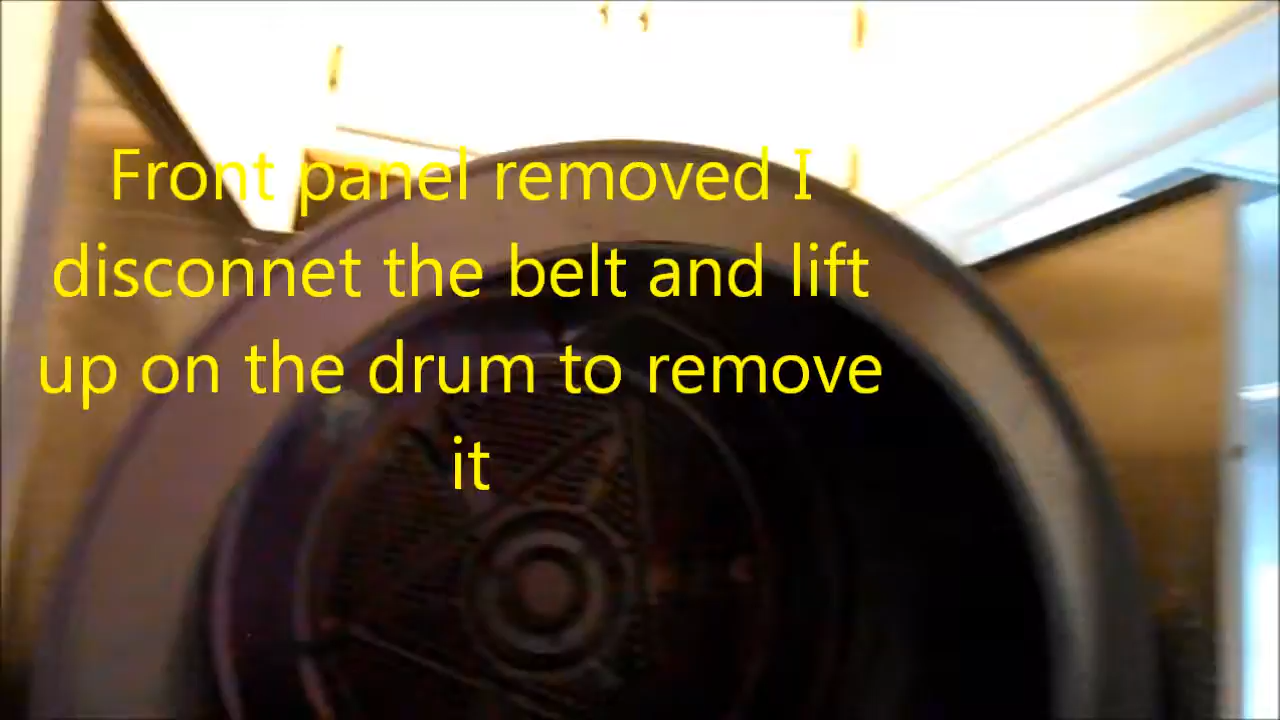 Front panel removed I
disconnet the belt and lift
up on the drum to remove
it